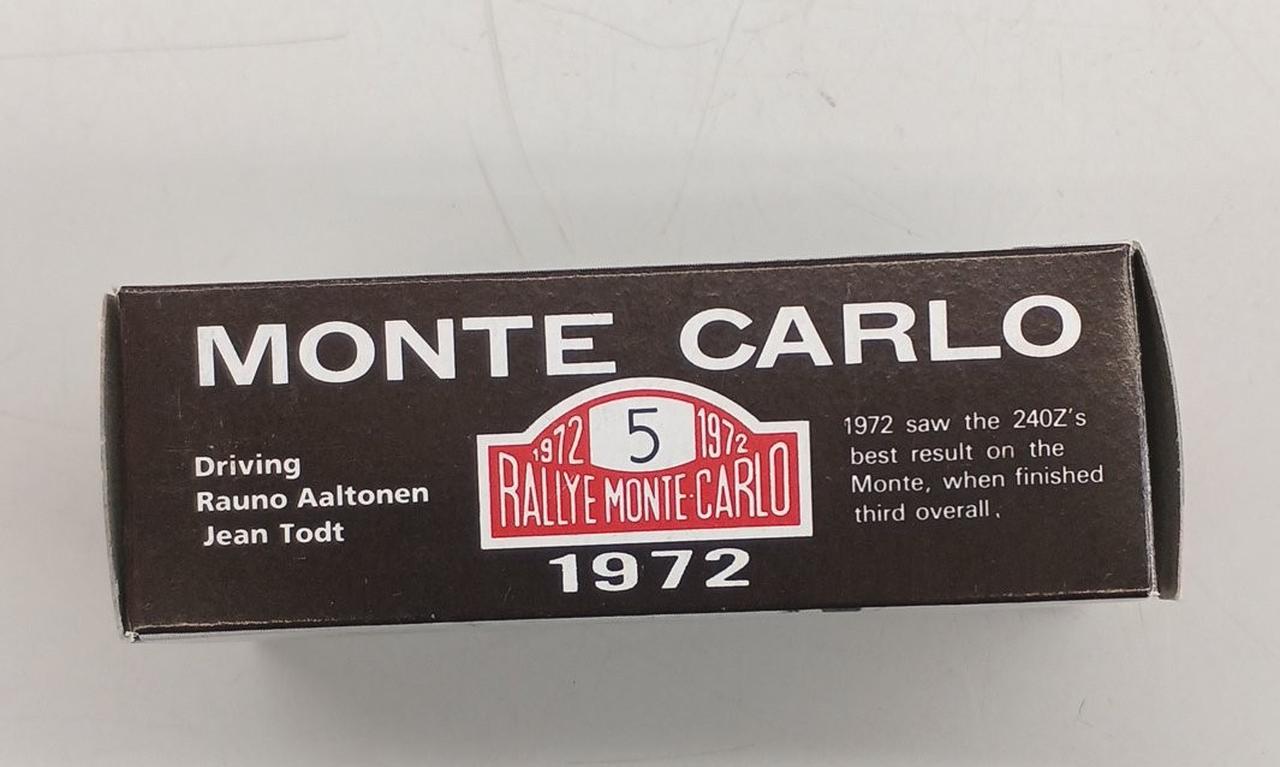 MONTE CARLO
Driving
Rauno Aaltonen
Jean Todt
1972 5 1972
RALLYE MONTE-CARLO
1972
1972 saw the 240Z's
best result on the
Monte, when finished
third overall.